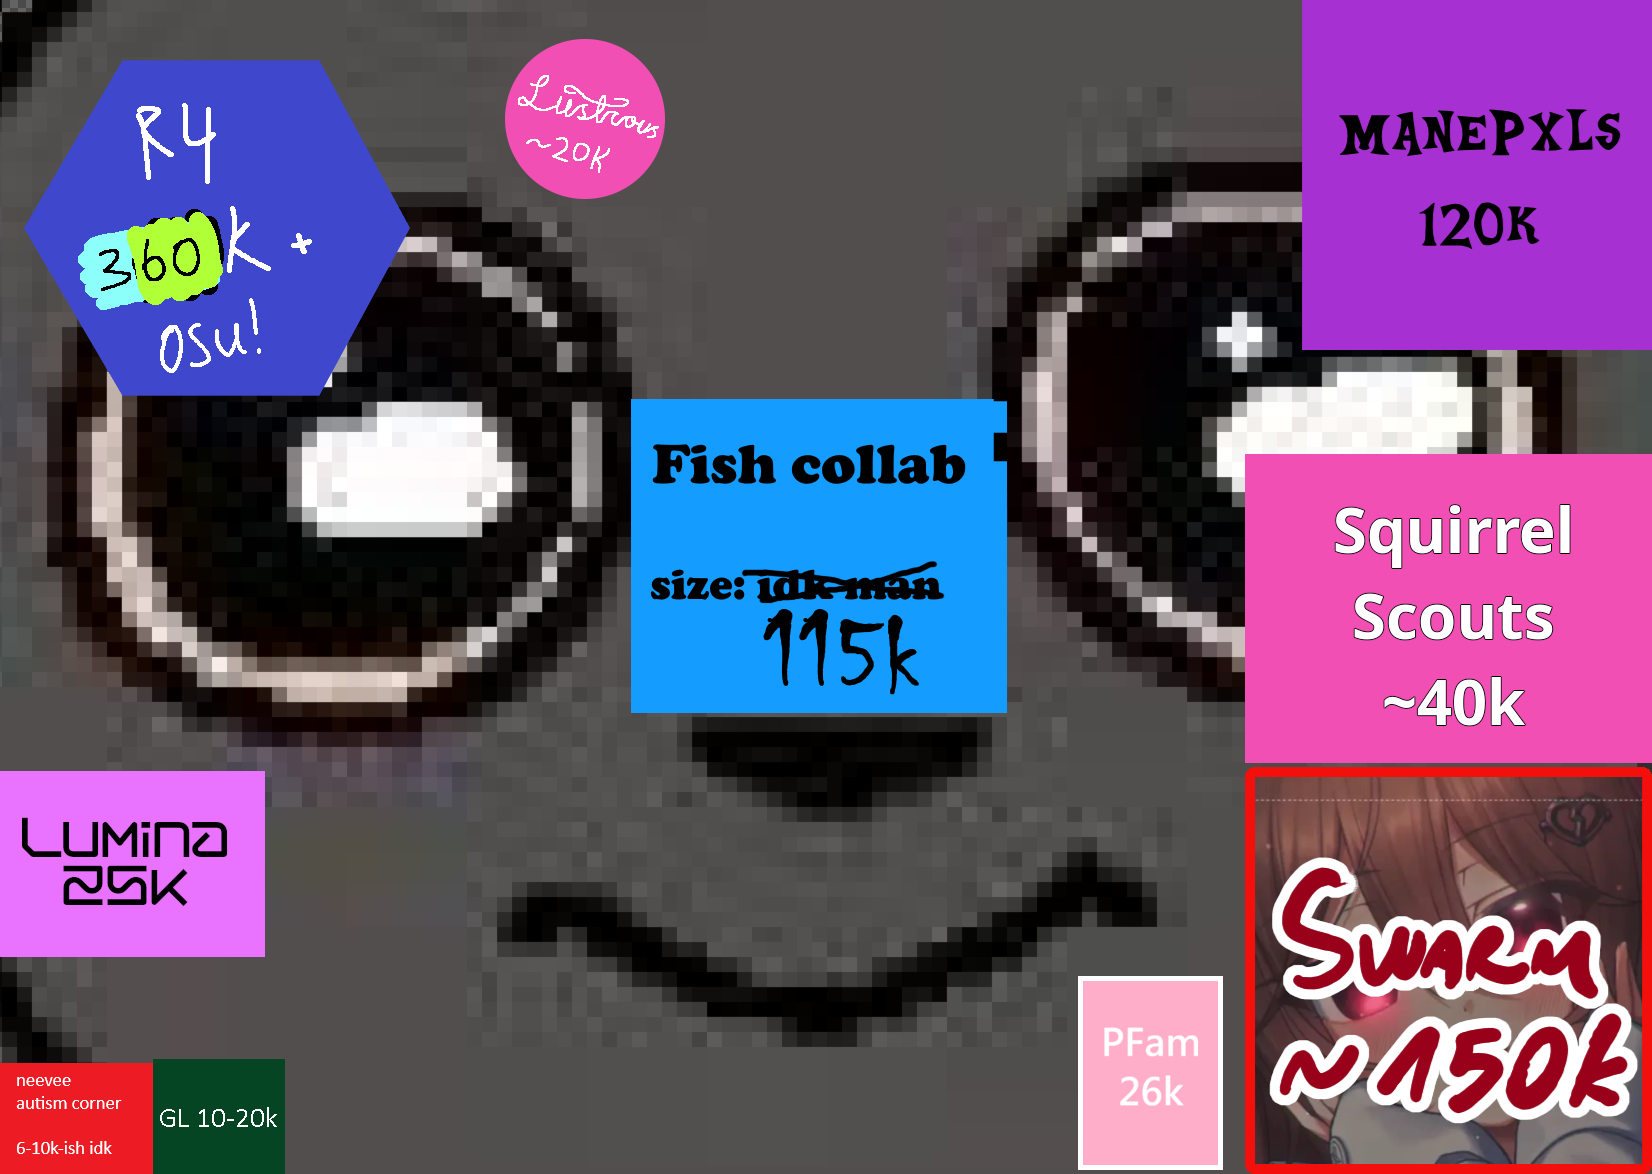 R4
360K +
osu!
Lustrous
~20K
MANEPXLS
120K
Fish collab
size: idk man
115k
Squirrel
Scouts
~40k
LUMINA
25K
SWARM
~150k
PFam
26k
neevee
autism corner
6-10k-ish idk
GL 10-20k